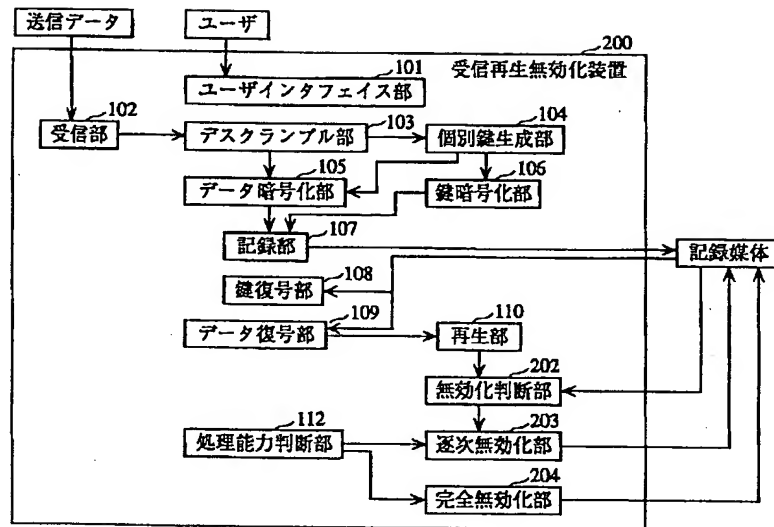 送信データ
ユーザ
200
受信再生無効化装置
101
ユーザインタフェイス部
102
受信部
103
デスクランブル部
104
個別鍵生成部
105
データ暗号化部
106
鍵暗号化部
107
記録部
記録媒体
108
鍵復号部
109
データ復号部
110
再生部
202
無効化判断部
112
処理能力判断部
203
逐次無効化部
204
完全無効化部